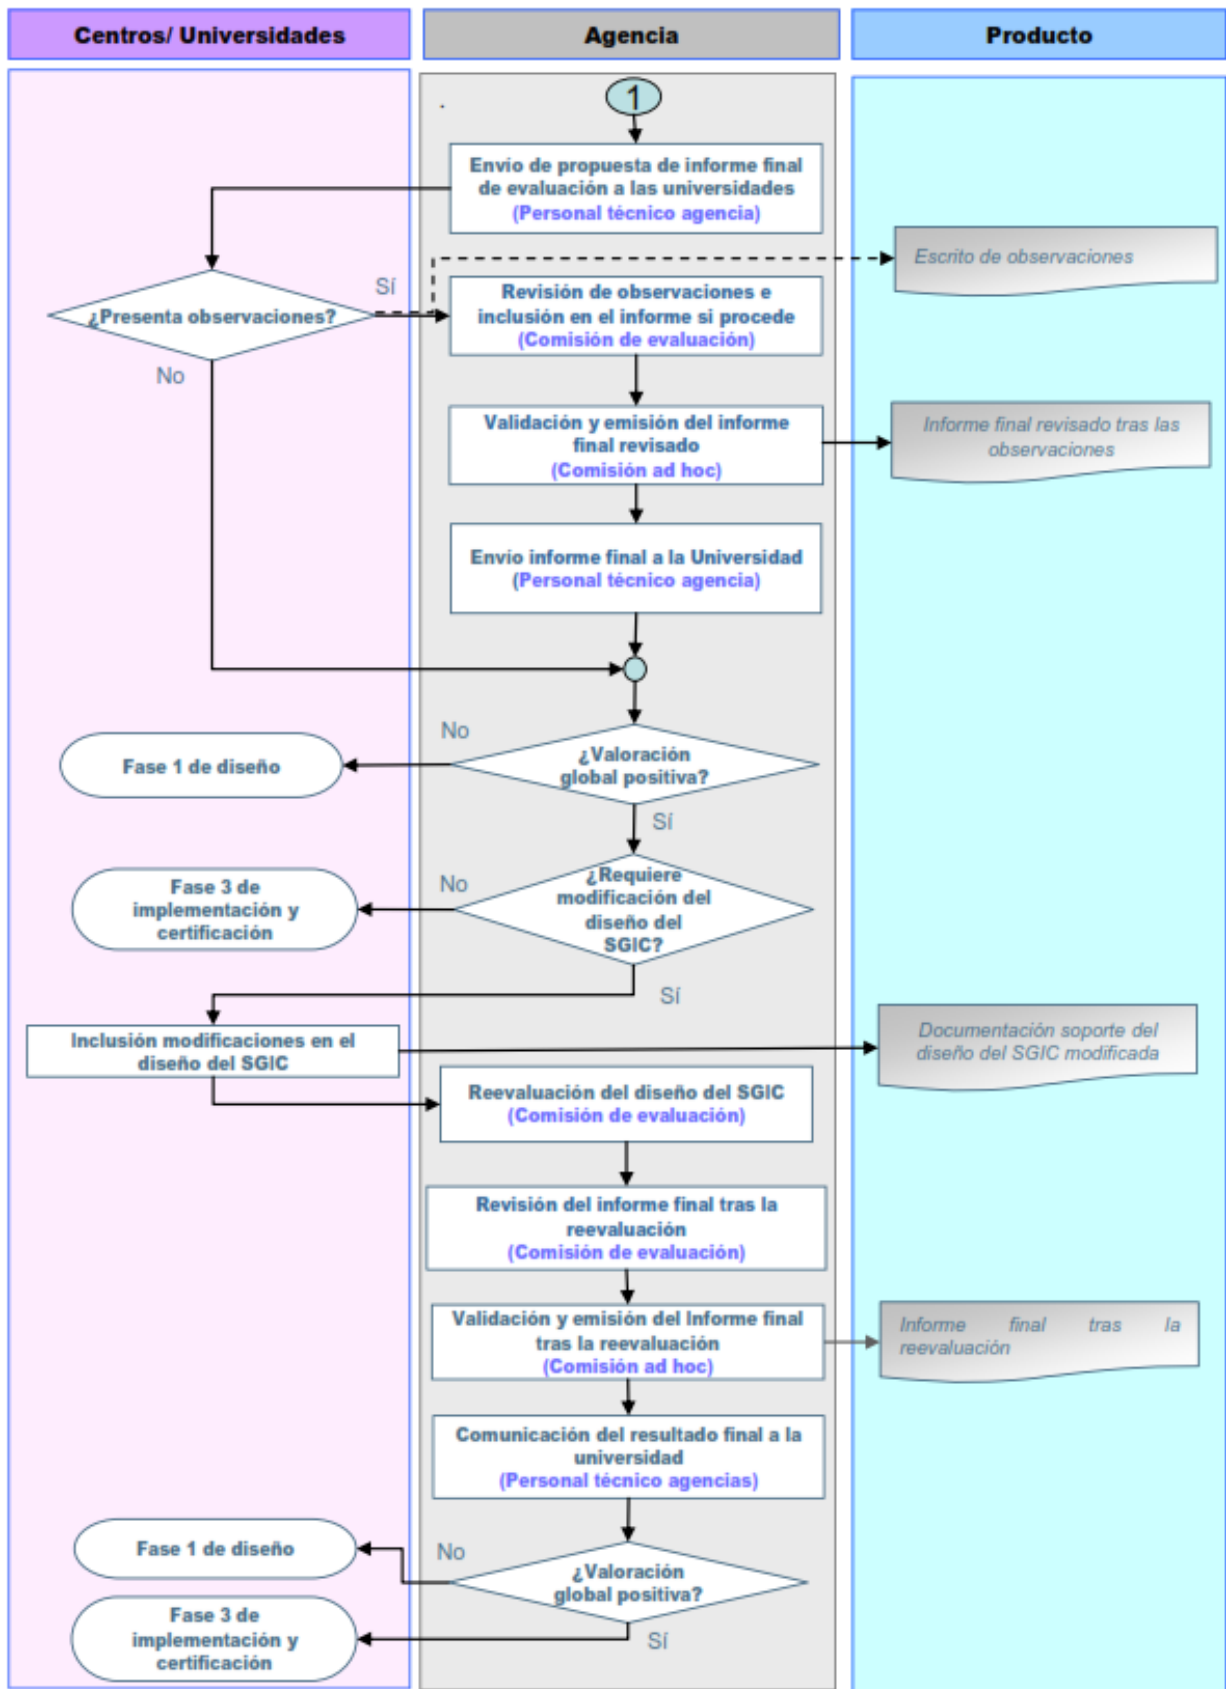 Centros/ Universidades
Agencia
Producto
.
1
Envío de propuesta de informe final
de evaluación a las universidades
(Personal técnico agencia)
Escrito de observaciones
¿Presenta observaciones?
Sí
No
Revisión de observaciones e
inclusión en el informe si procede
(Comisión de evaluación)
Validación y emisión del informe
final revisado
(Comisión ad hoc)
Informe final revisado tras las
observaciones
Envío informe final a la Universidad
(Personal técnico agencia)
No
¿Valoración
global positiva?
Fase 1 de diseño
Sí
No
¿Requiere
modificación del
diseño del
SGIC?
Fase 3 de
implementación y
certificación
Sí
Inclusión modificaciones en el
diseño del SGIC
Documentación soporte del
diseño del SGIC modificada
Reevaluación del diseño del SGIC
(Comisión de evaluación)
Revisión del informe final tras la
reevaluación
(Comisión de evaluación)
Validación y emisión del Informe final
tras la reevaluación
(Comisión ad hoc)
Informe final tras la
reevaluación
Comunicación del resultado final a la
universidad
(Personal técnico agencias)
Fase 1 de diseño
No
¿Valoración
global positiva?
Sí
Fase 3 de
implementación y
certificación